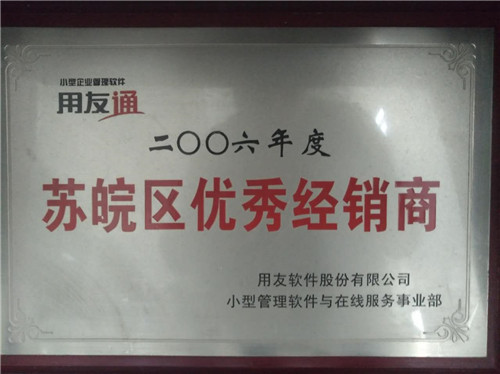 小型企业管理软件
用友通
二〇〇六年度
苏皖区优秀经销商
用友软件股份有限公司
小型管理软件与在线服务事业部